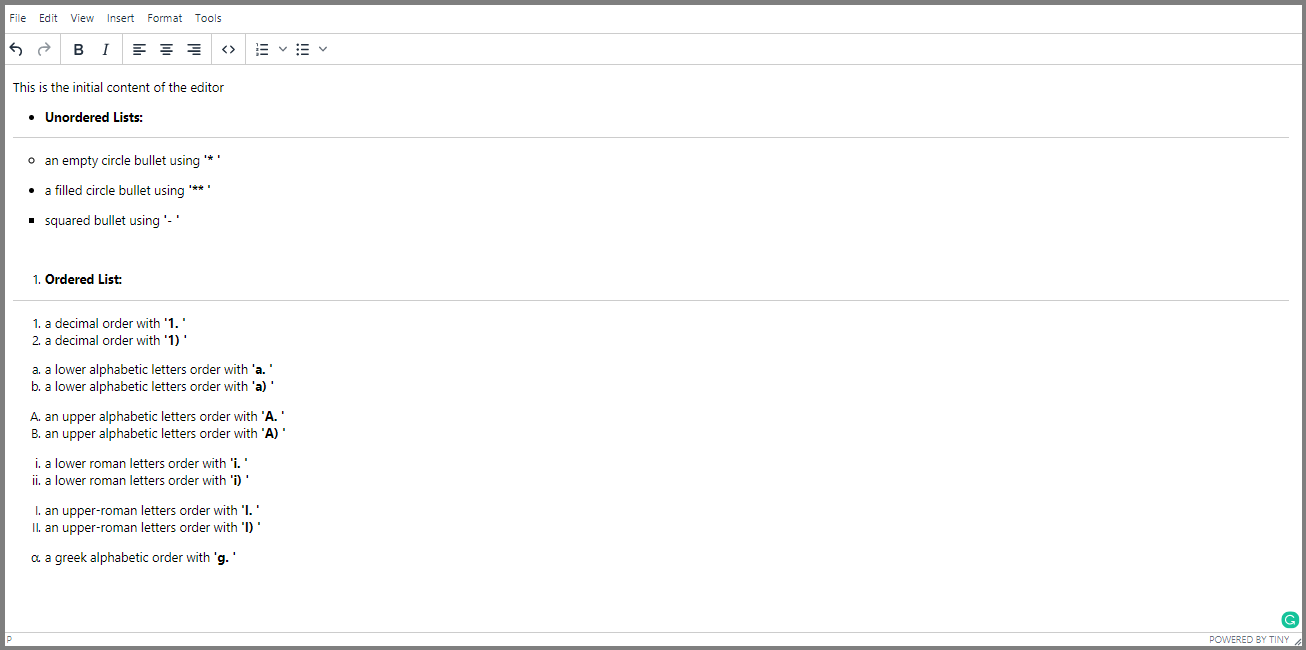 File Edit View Insert Format Tools
B I
This is the initial content of the editor
• Unordered Lists:
○ an empty circle bullet using '* '
• a filled circle bullet using '** '
▪ squared bullet using '- '
1. Ordered List:
1. a decimal order with '1. '
2. a decimal order with '1) '
a. a lower alphabetic letters order with 'a. '
b. a lower alphabetic letters order with 'a) '
A. an upper alphabetic letters order with 'A. '
B. an upper alphabetic letters order with 'A) '
i. a lower roman letters order with 'i. '
ii. a lower roman letters order with 'i) '
I. an upper-roman letters order with 'I. '
II. an upper-roman letters order with 'I) '
α. a greek alphabetic order with 'g. '
P POWERED BY TINY